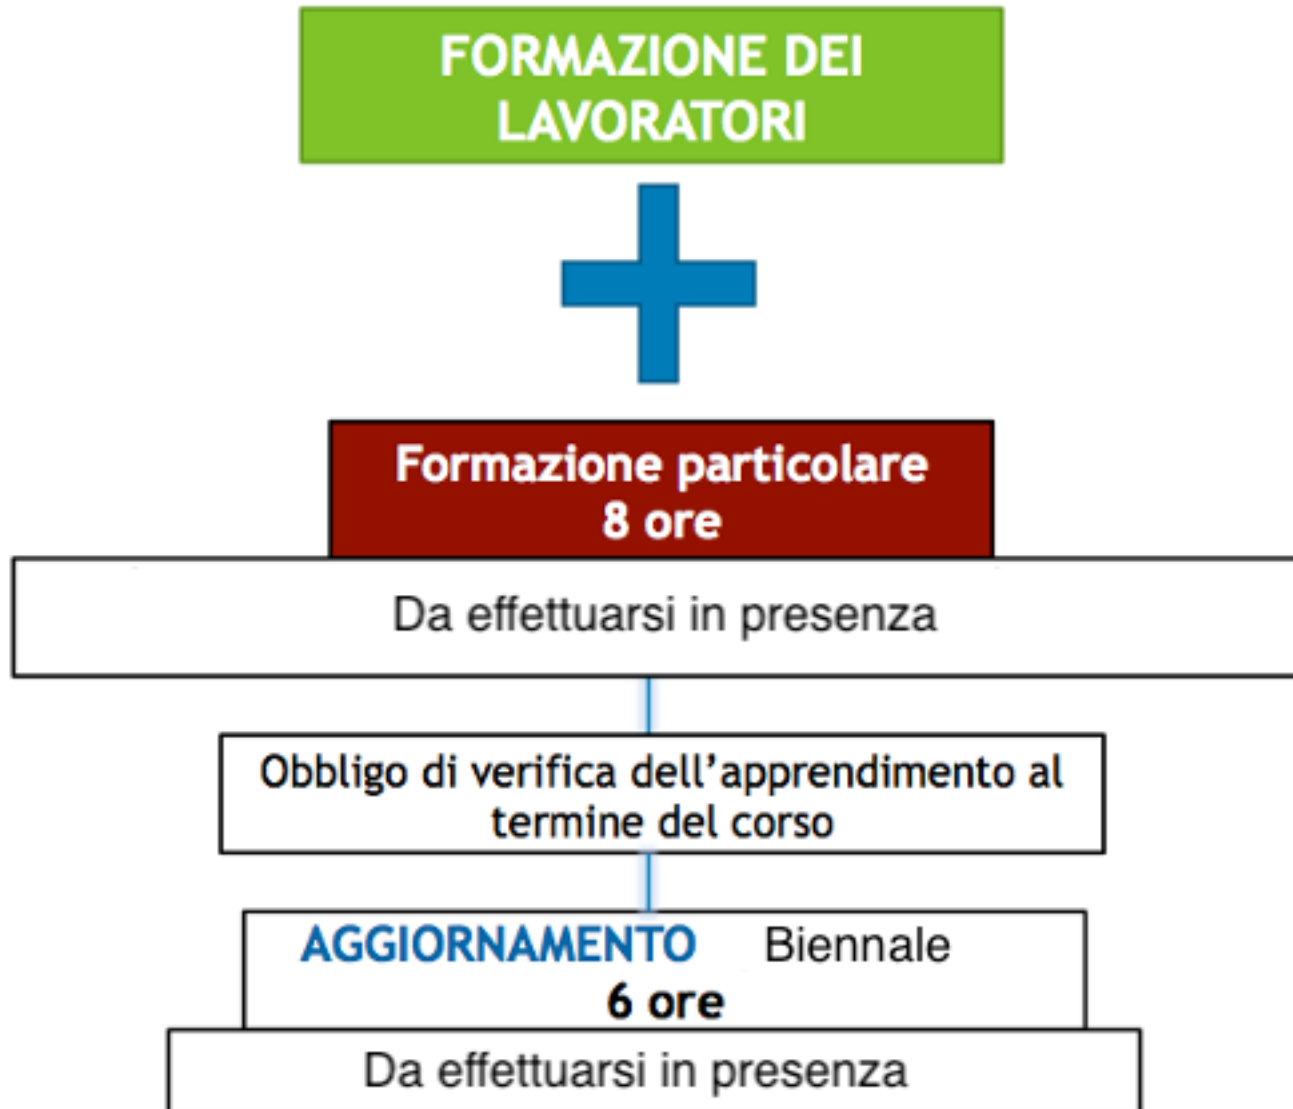 FORMAZIONE DEI
LAVORATORI
Formazione particolare
8 ore
Da effettuarsi in presenza
Obbligo di verifica dell’apprendimento al
termine del corso
AGGIORNAMENTO Biennale
6 ore
Da effettuarsi in presenza